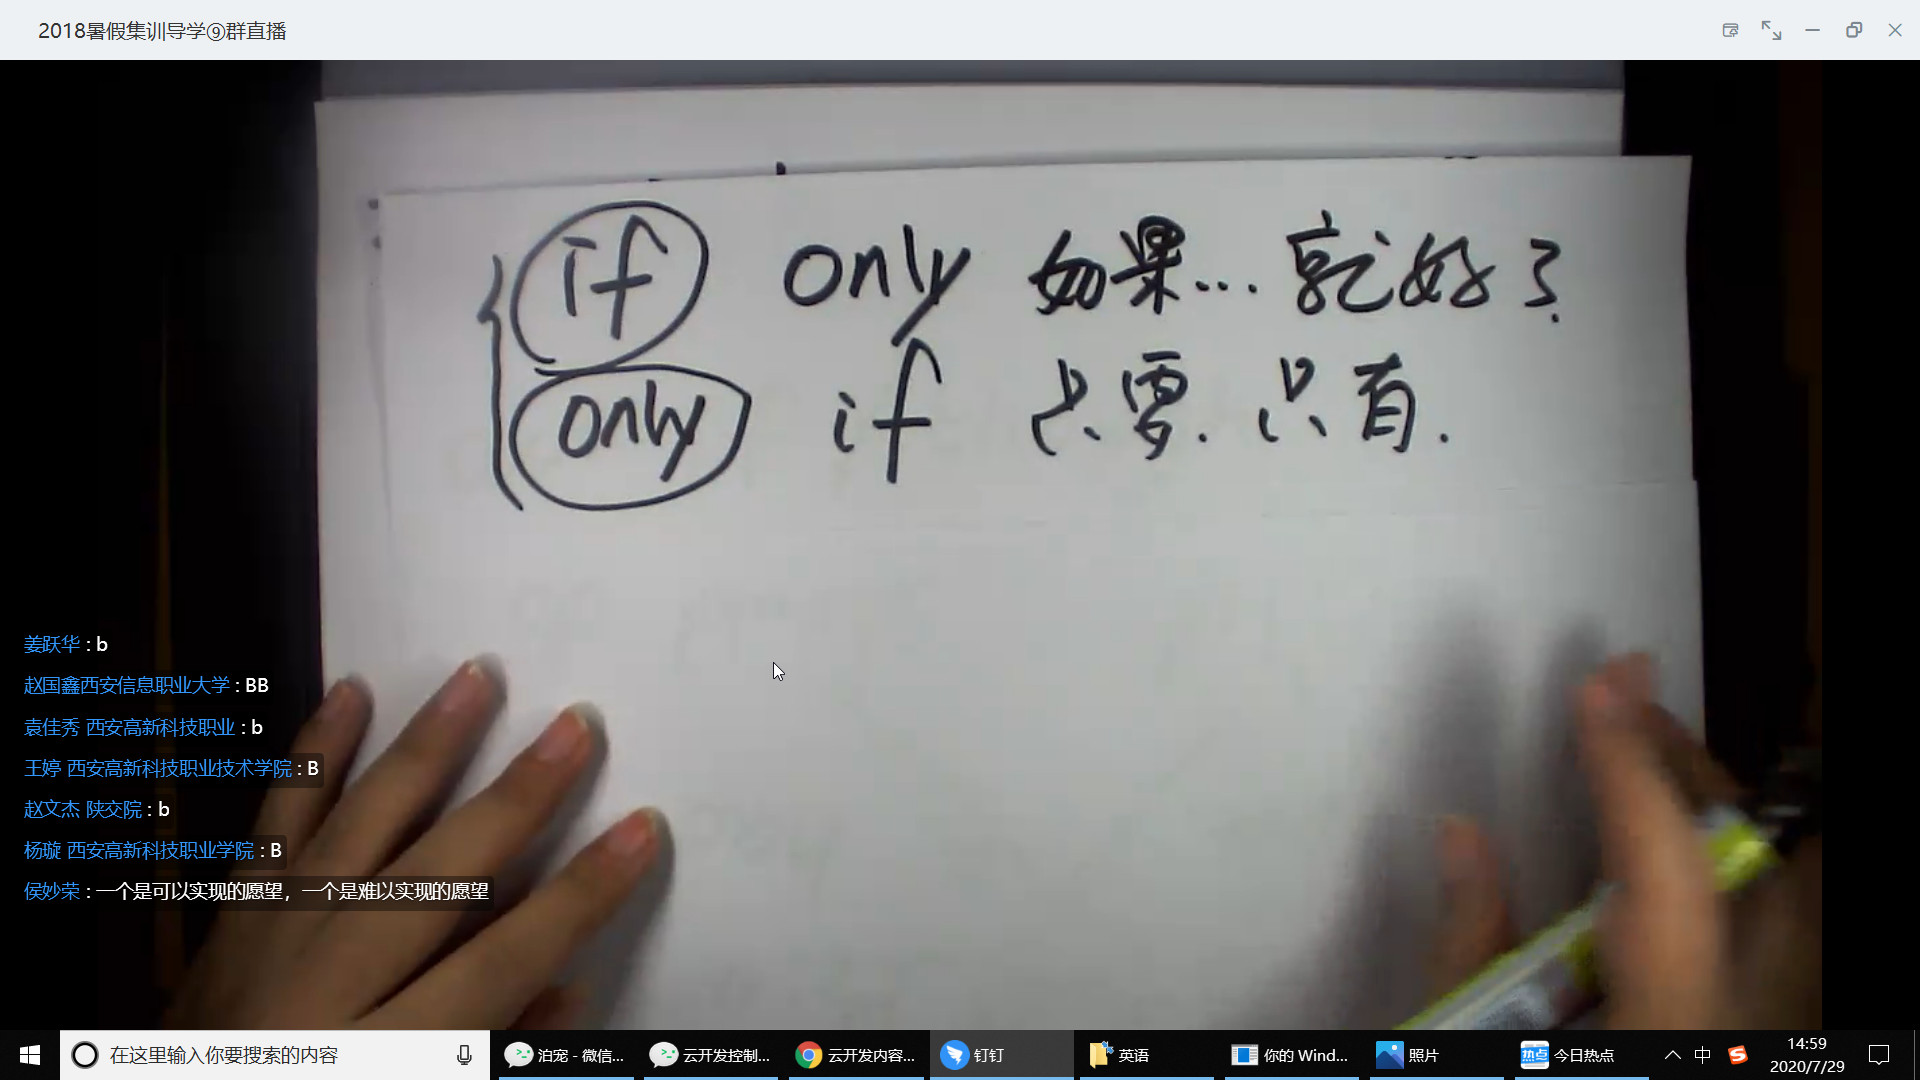 2018暑假集训导学⑨群直播
if only 如果... 就好了.
only if 只要. 只有.
姜跃华 : b
赵国鑫西安信息职业大学 : BB
袁佳秀 西安高新科技职业 : b
王婷 西安高新科技职业技术学院 : B
赵文杰 陕交院 : b
杨璇 西安高新科技职业学院 : B
侯妙荣 : 一个是可以实现的愿望，一个是难以实现的愿望
在这里输入你要搜索的内容
泊宠 - 微信...
云开发控制...
云开发内容...
钉钉
英语
你的 Wind...
照片
热点 今日热点
中
14:59
2020/7/29